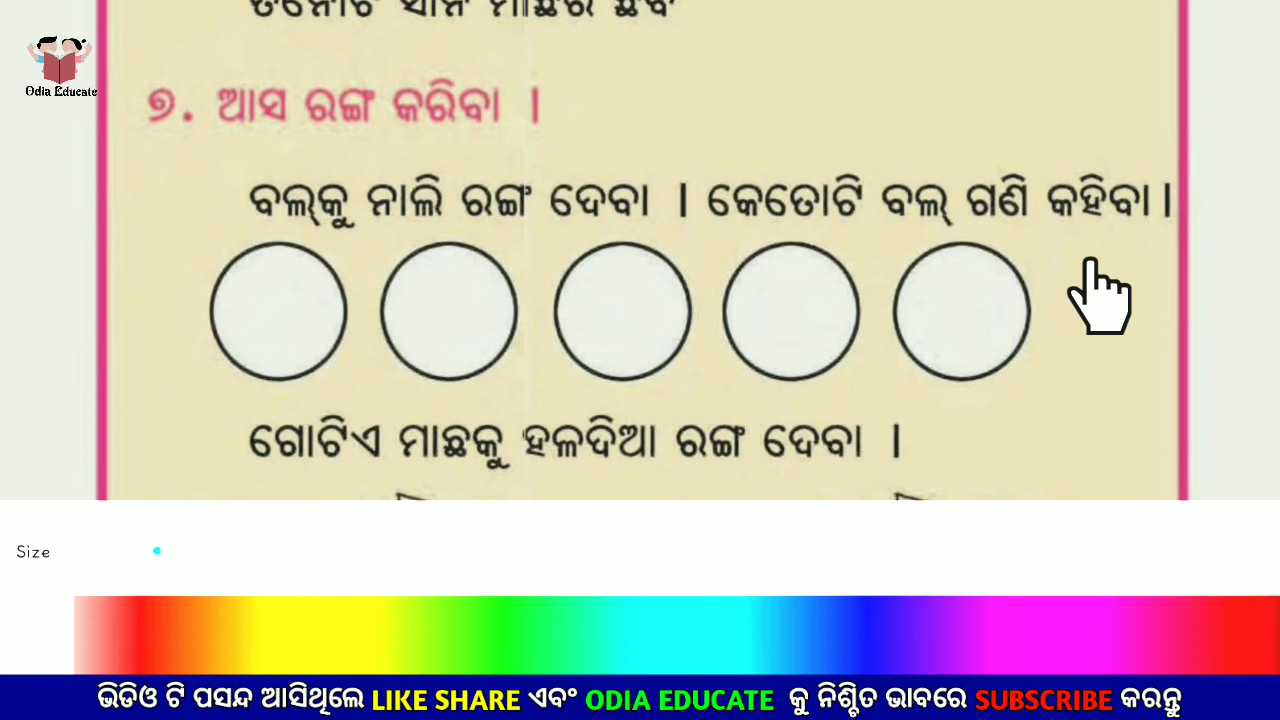 Odia Educate
୭. ଆସ ରଙ୍ଗ କରିବା ।
ବଲ୍‌କୁ ନାଲି ରଙ୍ଗ ଦେବା । କେତୋଟି ବଲ୍ ଗଣି କହିବା ।
ଗୋଟିଏ ମାଛକୁ ହଳଦିଆ ରଙ୍ଗ ଦେବା ।
Size
ଭିଡିଓ ଟି ପସନ୍ଦ ଆସିଥିଲେ LIKE SHARE ଏବଂ ODIA EDUCATE କୁ ନିଶ୍ଚିତ ଭାବରେ SUBSCRIBE କରନ୍ତୁ